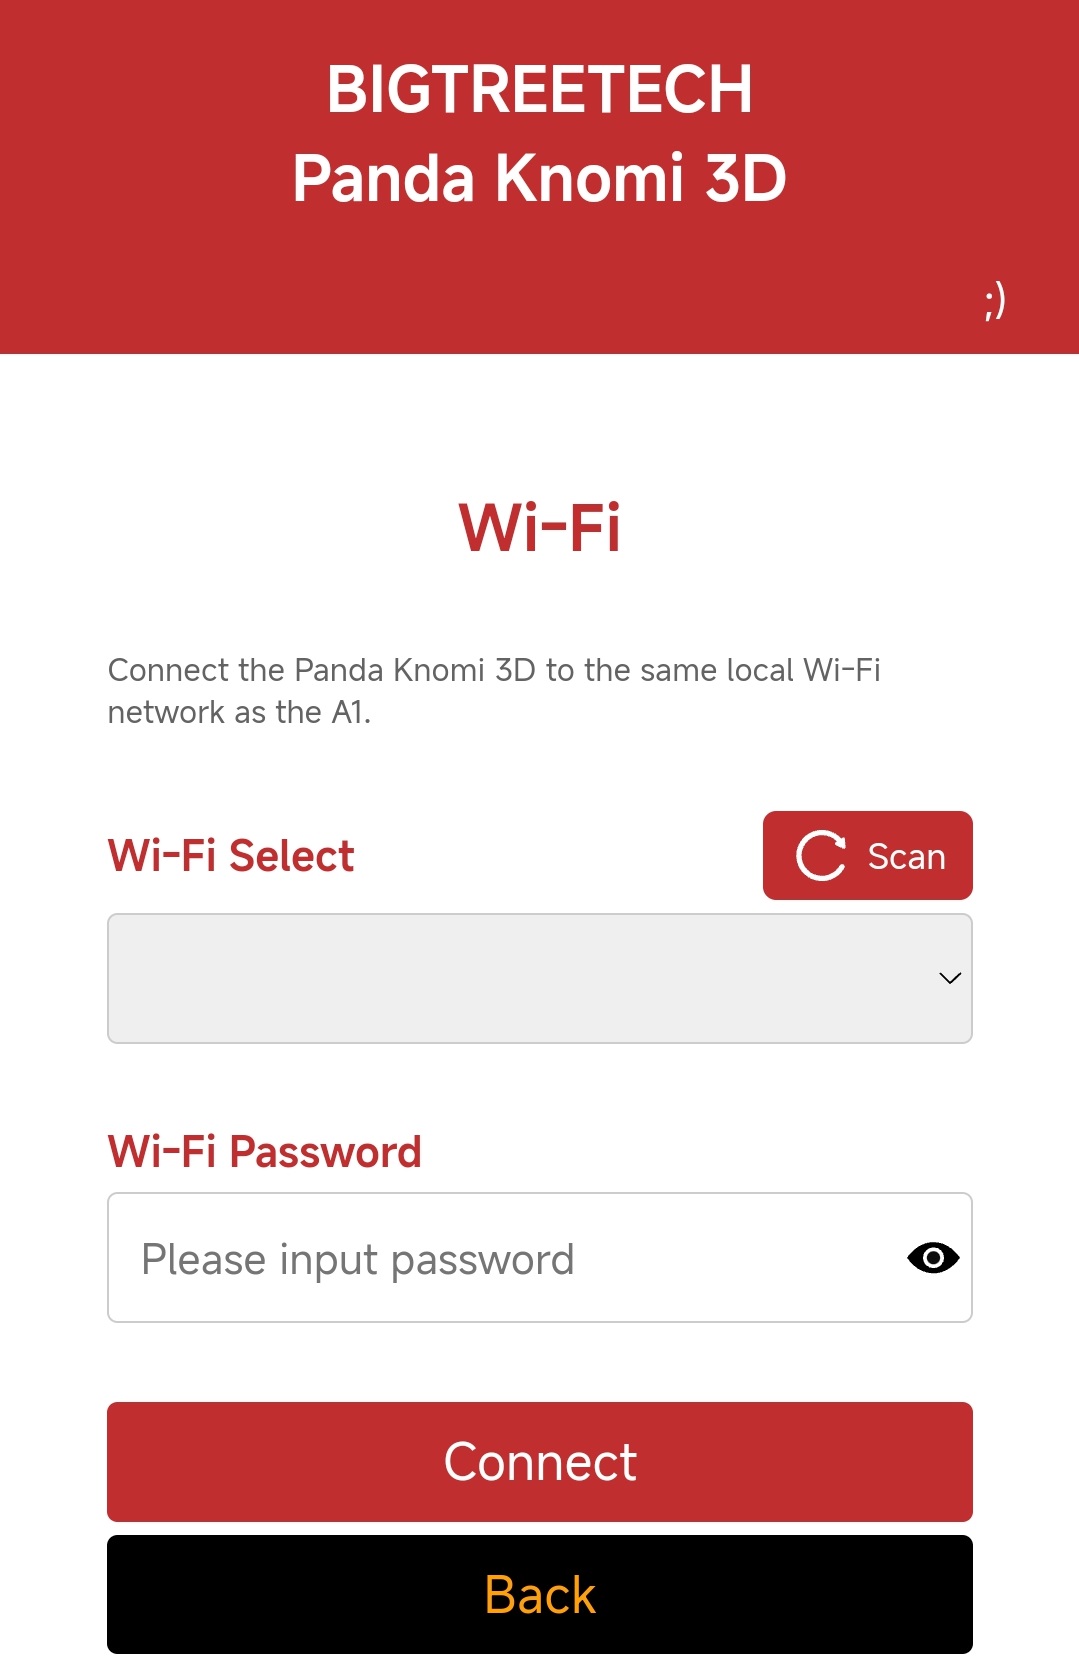 BIGTREETECH
Panda Knomi 3D
;)
Wi-Fi
Connect the Panda Knomi 3D to the same local Wi-Fi
network as the A1.
Wi-Fi Select
Scan
Wi-Fi Password
Please input password
Connect
Back